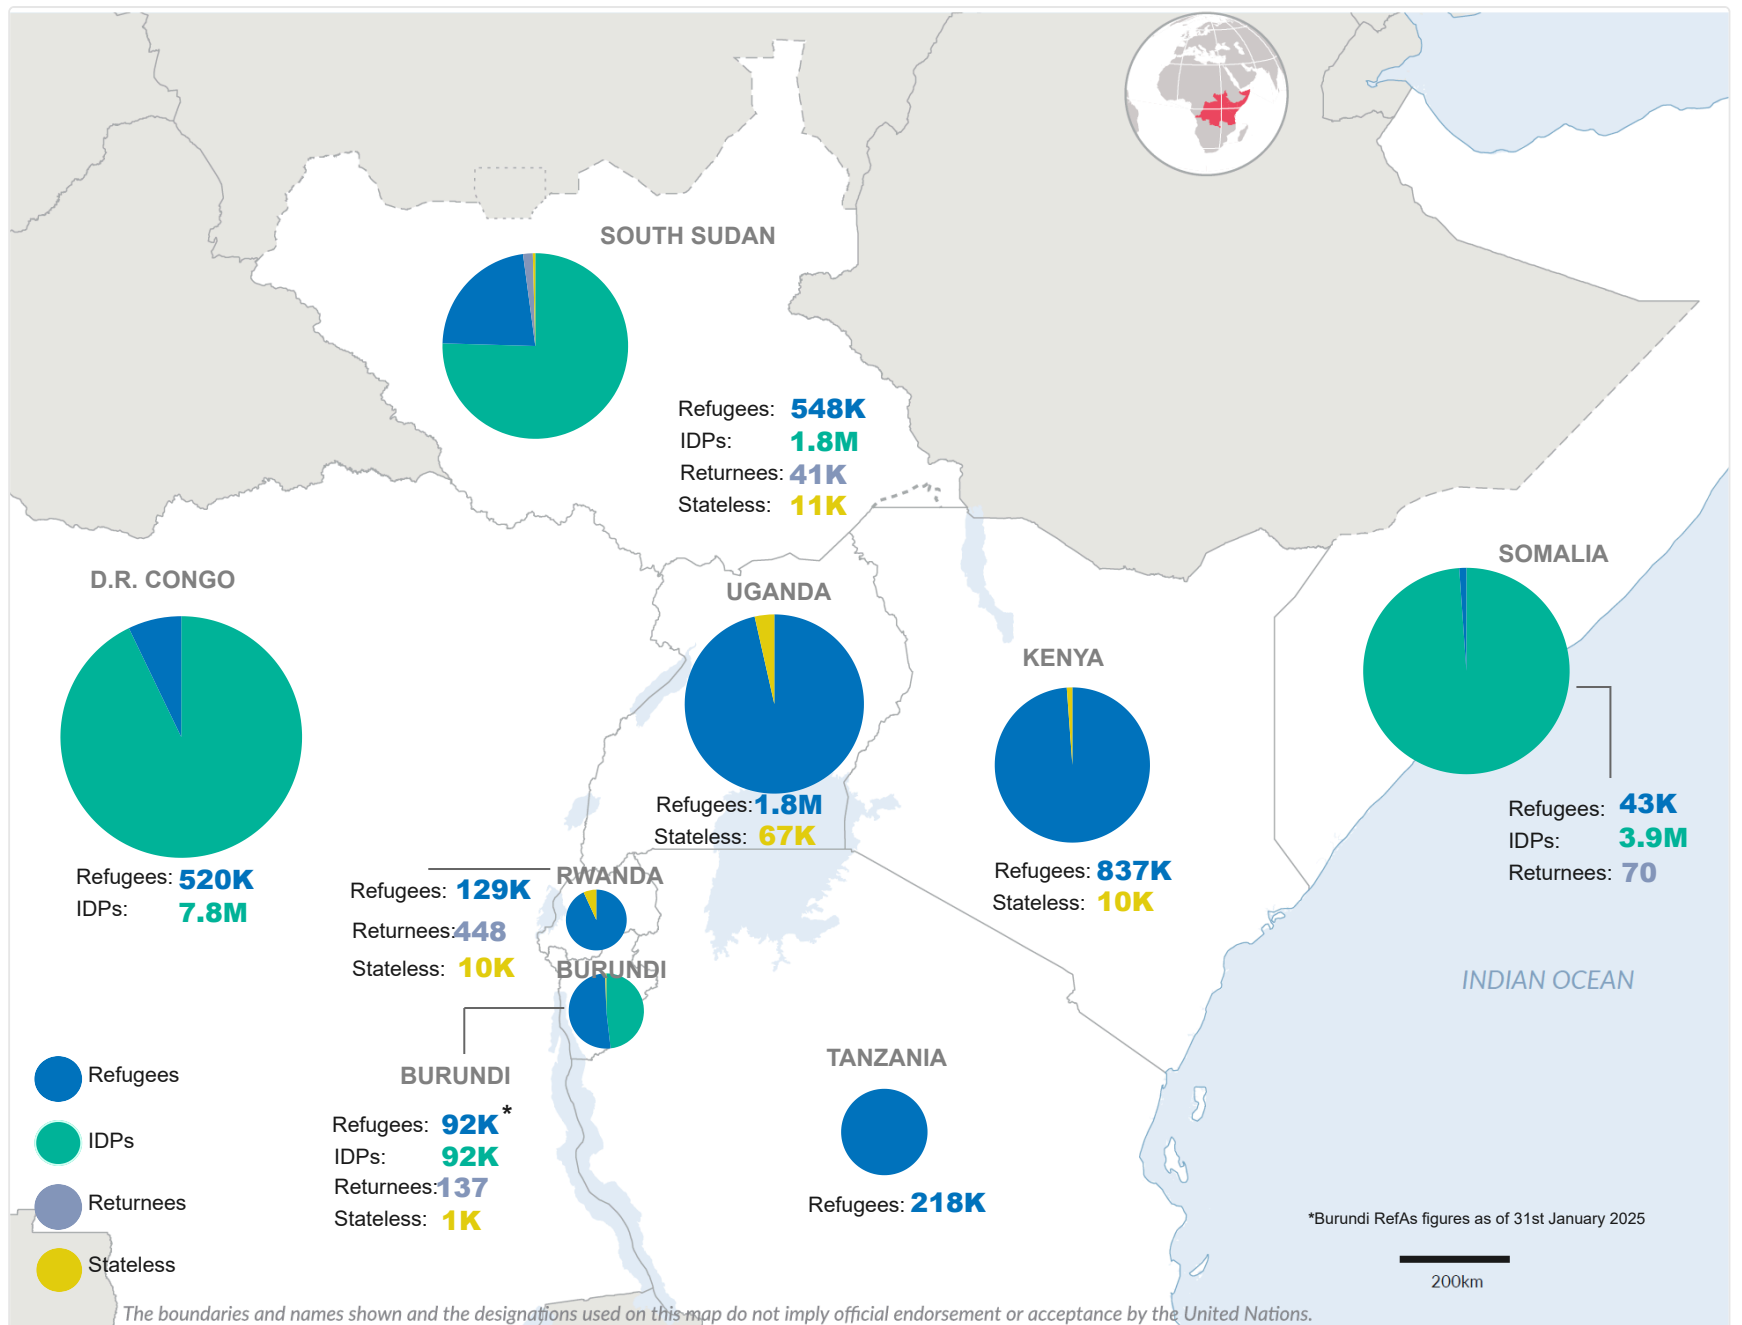 SOUTH SUDAN
Refugees: 548K
IDPs: 1.8M
Returnees: 41K
Stateless: 11K
D.R. CONGO
Refugees: 520K
IDPs: 7.8M
UGANDA
Refugees: 1.8M
Stateless: 67K
KENYA
Refugees: 837K
Stateless: 10K
SOMALIA
Refugees: 43K
IDPs: 3.9M
Returnees: 70
RWANDA
Refugees: 129K
Returnees: 448
Stateless: 10K
BURUNDI
BURUNDI
Refugees: 92K*
IDPs: 92K
Returnees: 137
Stateless: 1K
TANZANIA
Refugees: 218K
INDIAN OCEAN
Refugees
IDPs
Returnees
Stateless
*Burundi RefAs figures as of 31st January 2025
200km
The boundaries and names shown and the designations used on this map do not imply official endorsement or acceptance by the United Nations.